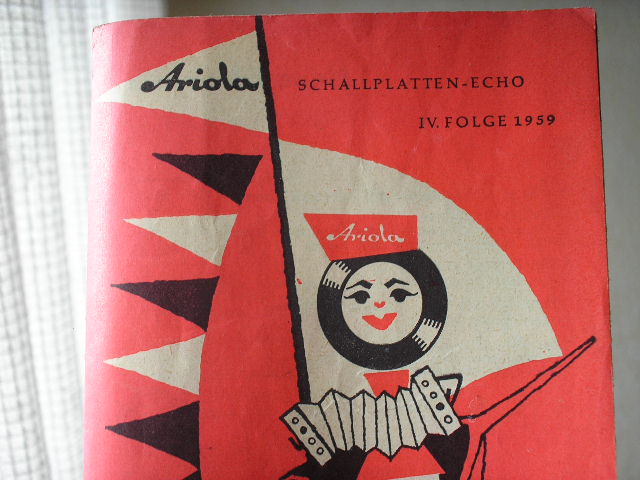 Ariola
SCHALLPLATTEN-ECHO
IV. FOLGE 1959
Ariola